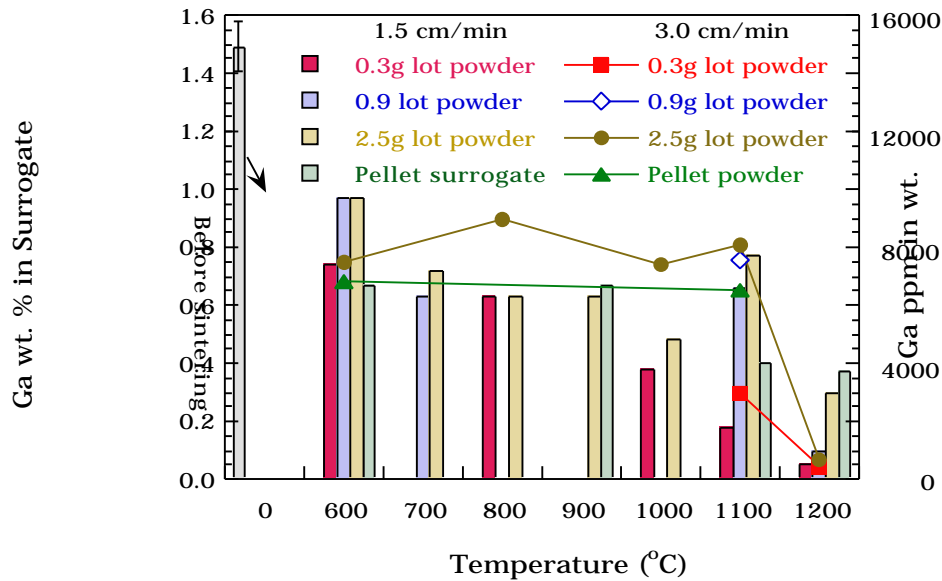 1.5 cm/min 3.0 cm/min
0.3g lot powder 0.3g lot powder
0.9 lot powder 0.9g lot powder
2.5g lot powder 2.5g lot powder
Pellet surrogate Pellet powder
Ga wt. % in Surrogate
1.6
1.4
1.2
1.0
0.8
0.6
0.4
0.2
0.0
Before sintering
16000
12000
8000
4000
0
Ga ppm in wt.
0 600 700 800 900 1000 1100 1200
Temperature (°C)